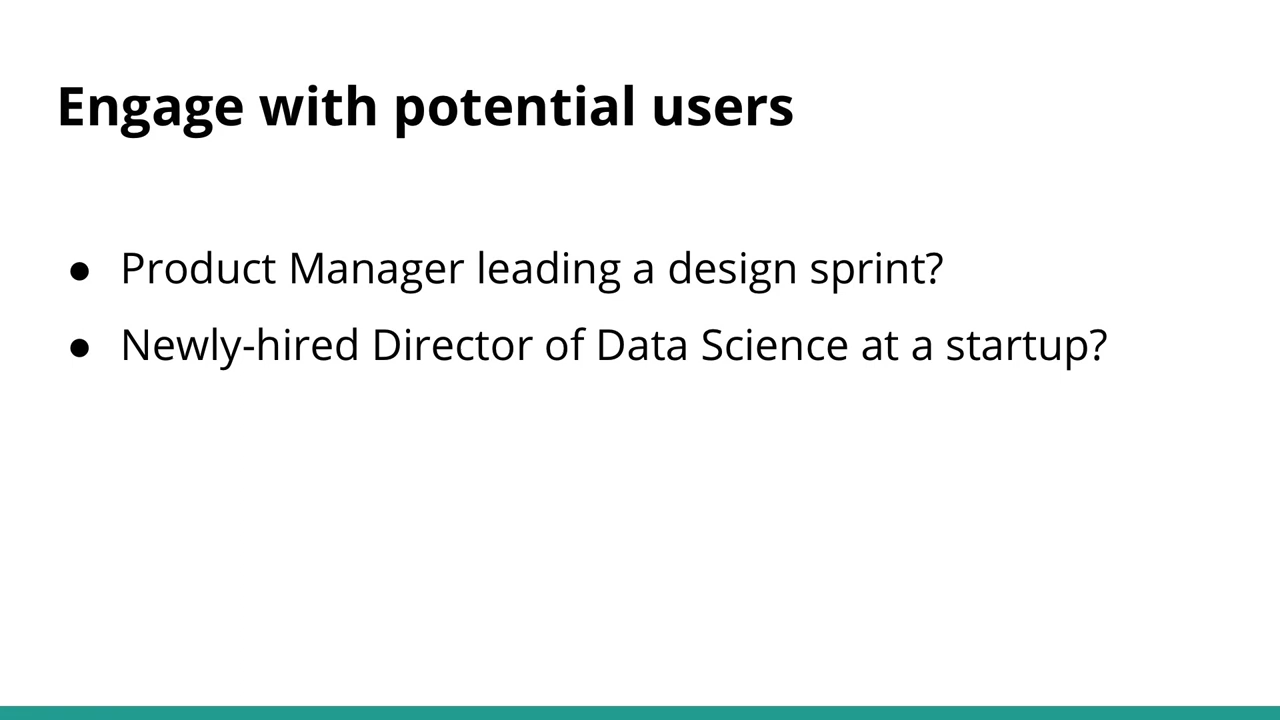 Engage with potential users
● Product Manager leading a design sprint?
● Newly-hired Director of Data Science at a startup?